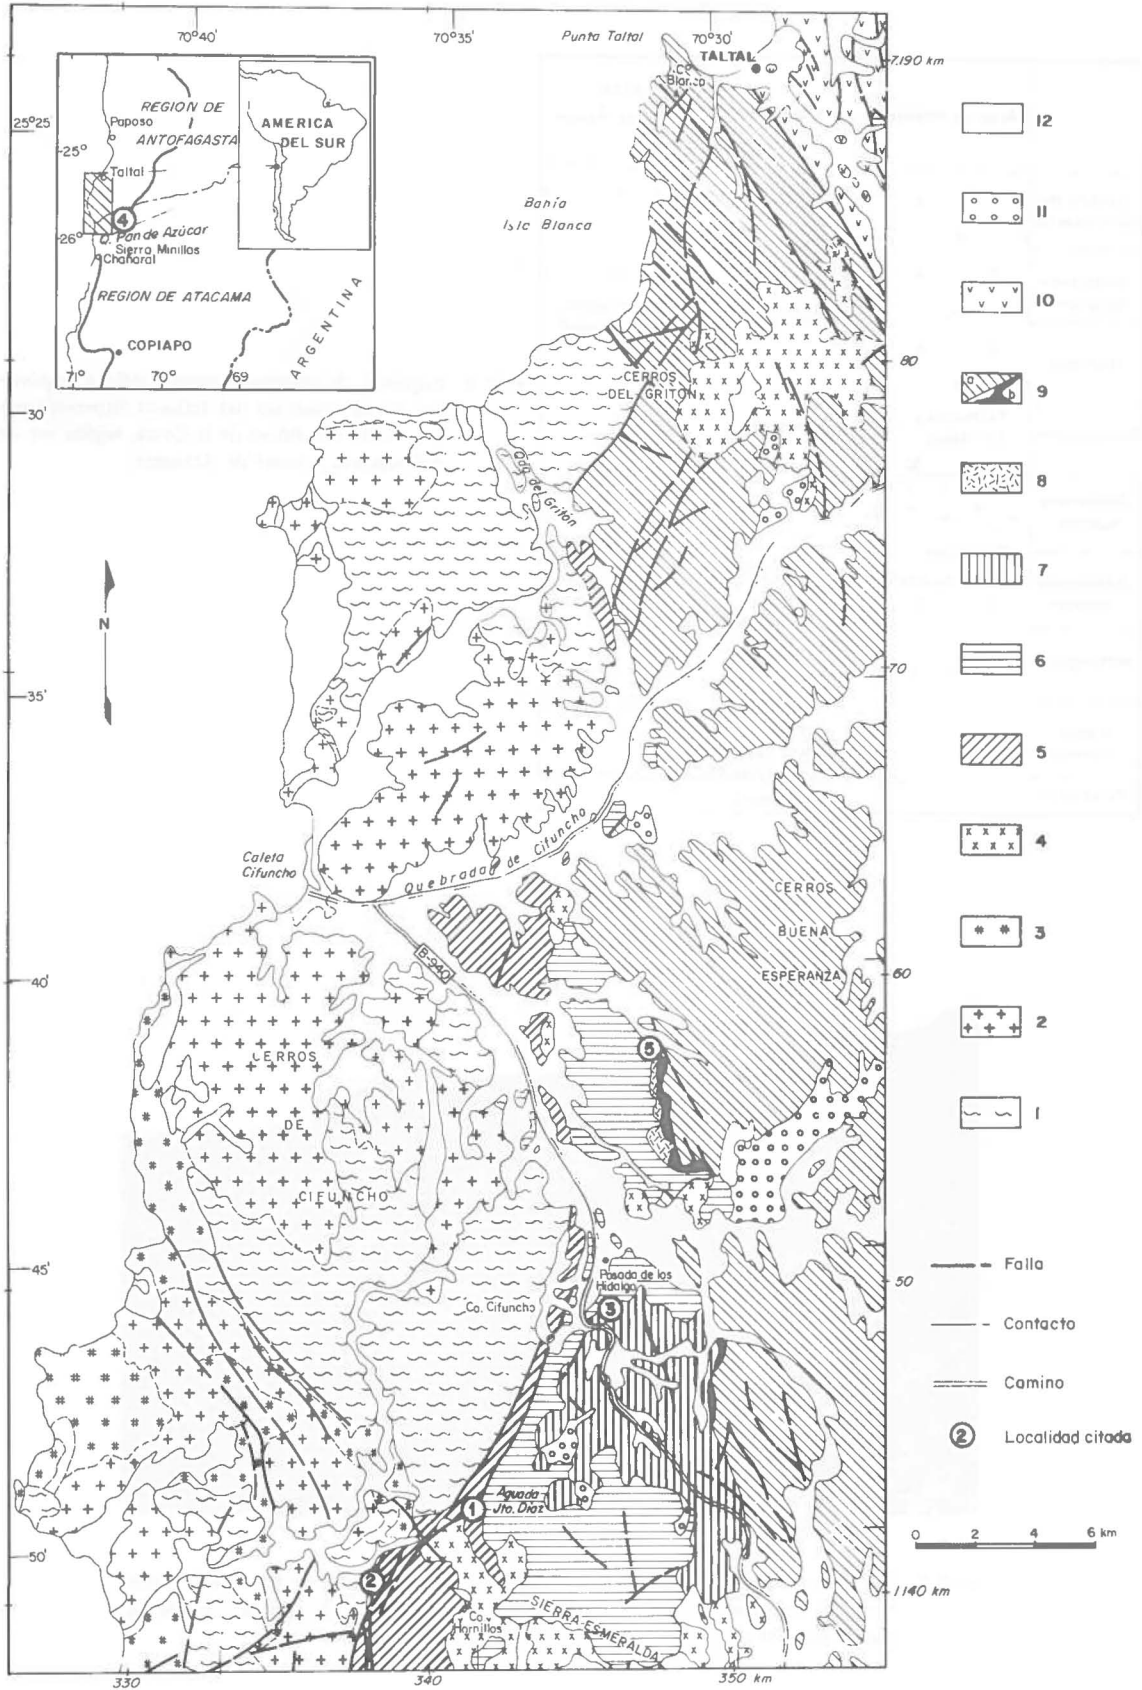 70°40'
70°35'
70°30'
Punta Taltal
TALTAL
7.190 km
Co
Blanco
25°25
REGION DE
ANTOFAGASTA
Paposo
25°
Taltal
4
26°
Q. Pan de Azúcar
Sierra Minillas
Chañaral
REGION DE ATACAMA
COPIAPO
ARGENTINA
71°
70°
69
AMERICA
DEL SUR
Bahía
Isla Blanca
12
11
10
a
b
9
8
7
6
5
4
3
2
1
80
CERROS
DEL GRITON
30
Qda del Gritón
N
70
35'
Caleta
Cifuncho
Quebrada de Cifuncho
CERROS
BUENA
ESPERANZA
B-940
60
40'
5
CERROS
DE
CIFUNCHO
45'
50
Posada de los
Hidalgo
3
Co. Cifuncho
Falla
Contacto
Camino
2
Localidad citada
Aguada
Jto. Díaz
1
0 2 4 6 km
50'
2
1140 km
Co
Hornillos
SIERRA ESMERALDA
330
340
350 km